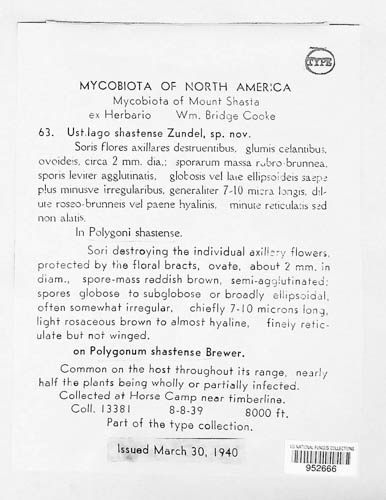 TYPE
MYCOBIOTA OF NORTH AMERICA
Mycobiota of Mount Shasta
ex Herbario Wm. Bridge Cooke
63. Ustilago shastense Zundel, sp. nov.
Soris flores axillares destruentibus, glumis celantibus,
ovoideis, circa 2 mm. dia.; sporarum massa rubro-brunnea,
sporis leviter agglutinatis, globosis vel late ellipsoideis saepe
plus minusve irregularibus, generaliter 7-10 micra longis, dil-
ute roseo-brunneis vel paene hyalinis, minute reticulatis sed
non alatis.
In Polygoni shastense.
Sori destroying the individual axillary flowers,
protected by the floral bracts, ovate, about 2 mm. in
diam., spore-mass reddish brown, semi-agglutinated;
spores globose to subglobose or broadly ellipsoidal,
often somewhat irregular, chiefly 7-10 microns long,
light rosaceous brown to almost hyaline, finely retic-
ulate but not winged.
on Polygonum shastense Brewer.
Common on the host throughout its range, nearly
half the plants being wholly or partially infected.
Collected at Horse Camp near timberline.
Coll. 13381 8-8-39 8000 ft.
Part of the type collection.
Issued March 30, 1940
US NATIONAL FUNGUS COLLECTIONS
952666